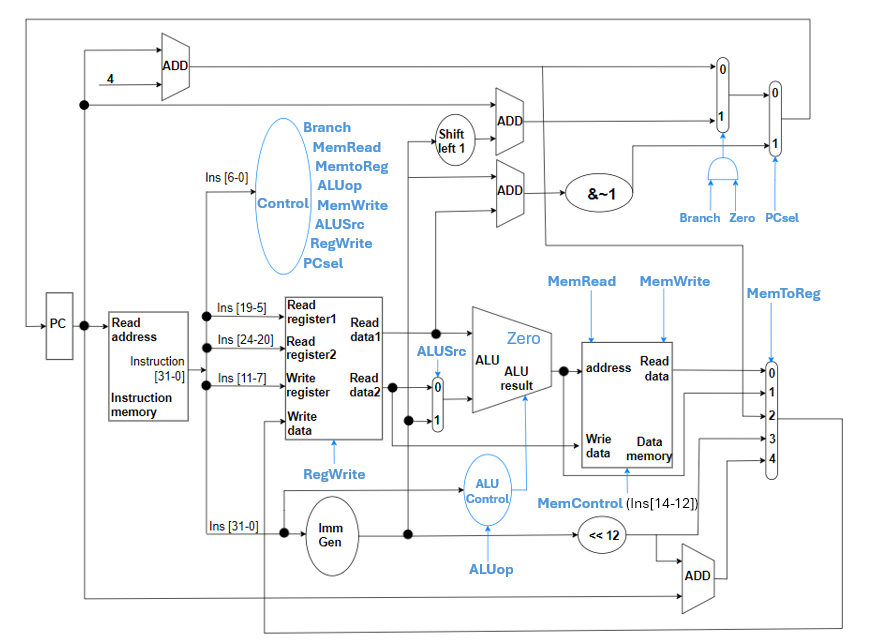 ADD
4
0
1
0
1
ADD
Shift
left 1
ADD
&~1
Branch
Zero
PCsel
Ins [6-0]
Control
Branch
MemRead
MemtoReg
ALUop
MemWrite
ALUSrc
RegWrite
PCsel
PC
Read
address
Instruction
[31-0]
Instruction
memory
Ins [19-5]
Ins [24-20]
Ins [11-7]
Read
register1
Read
register2
Write
register
Write
data
Read
data1
Read
data2
RegWrite
ALUSrc
0
1
Zero
ALU
ALU
result
MemRead
MemWrite
MemToReg
address
Read
data
Wrie
data
Data
memory
MemControl (Ins[14-12])
0
1
2
3
4
ALU
Control
ALUop
Ins [31-0]
Imm
Gen
<< 12
ADD